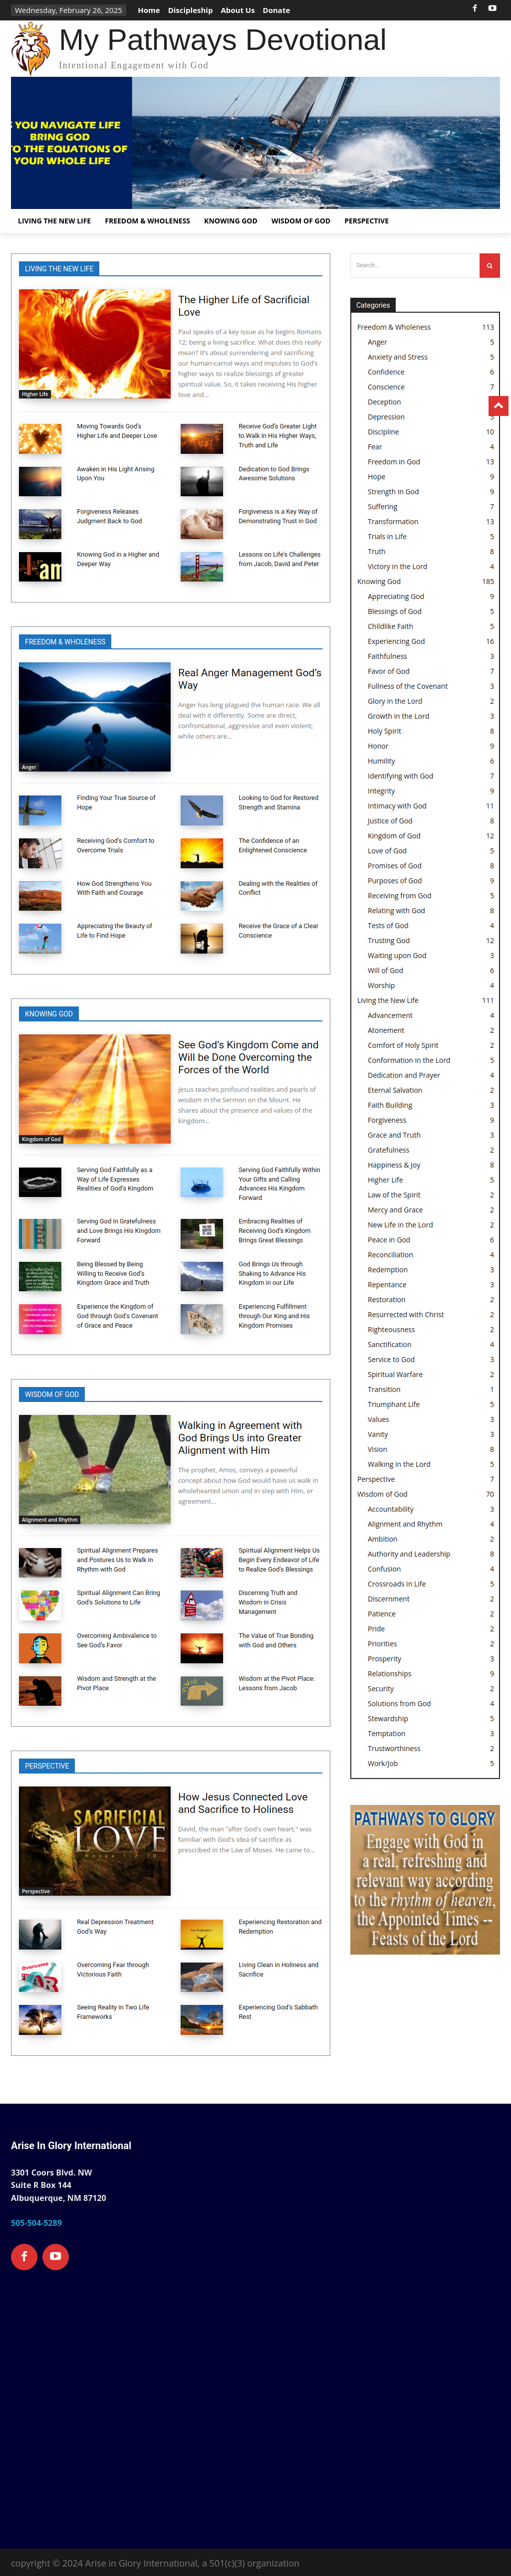 Wednesday, February 26, 2025
Home Discipleship About Us Donate
My Pathways Devotional
Intentional Engagement with God
S YOU NAVIGATE LIFE
BRING GOD
TO THE EQUATIONS OF
YOUR WHOLE LIFE
LIVING THE NEW LIFE FREEDOM & WHOLENESS KNOWING GOD WISDOM OF GOD PERSPECTIVE
LIVING THE NEW LIFE
Higher Life
The Higher Life of Sacrificial
Love
Paul speaks of a key issue as he begins Romans
12; being a living sacrifice. What does this really
mean? It's about surrendering and sacrificing
our human-carnal ways and impulses to God's
higher ways to realize blessings of greater
spiritual value. So, it takes receiving His higher
love and...
Moving Towards God's
Higher Life and Deeper Love
Receive God's Greater Light
to Walk in His Higher Ways,
Truth and Life
Awaken in His Light Arising
Upon You
Dedication to God Brings
Awesome Solutions
Forgiveness Releases
Judgment Back to God
Forgiveness is a Key Way of
Demonstrating Trust in God
Knowing God in a Higher and
Deeper Way
Lessons on Life's Challenges
from Jacob, David and Peter
FREEDOM & WHOLENESS
Anger
Real Anger Management God's
Way
Anger has long plagued the human race. We all
deal with it differently. Some are direct,
confrontational, aggressive and even violent;
while others are...
Finding Your True Source of
Hope
Looking to God for Restored
Strength and Stamina
Receiving God's Comfort to
Overcome Trials
The Confidence of an
Enlightened Conscience
How God Strengthens You
With Faith and Courage
Dealing with the Realities of
Conflict
Appreciating the Beauty of
Life to Find Hope
Receive the Grace of a Clear
Conscience
KNOWING GOD
Kingdom of God
See God's Kingdom Come and
Will be Done Overcoming the
Forces of the World
Jesus teaches profound realities and pearls of
wisdom in the Sermon on the Mount. He
shares about the presence and values of the
kingdom...
Serving God Faithfully as a
Way of Life Expresses
Realities of God's Kingdom
Serving God Faithfully Within
Your Gifts and Calling
Advances His Kingdom
Forward
Serving God in Gratefulness
and Love Brings His Kingdom
Forward
Embracing Realities of
Receiving God's Kingdom
Brings Great Blessings
Being Blessed by Being
Willing to Receive God's
Kingdom Grace and Truth
God Brings Us through
Shaking to Advance His
Kingdom in our Life
Experience the Kingdom of
God through God's Covenant
of Grace and Peace
Experiencing Fulfillment
through Our King and His
Kingdom Promises
WISDOM OF GOD
Alignment and Rhythm
Walking in Agreement with
God Brings Us into Greater
Alignment with Him
The prophet, Amos, conveys a powerful
concept about how God would have us walk in
wholehearted union and in step with Him, or
agreement...
Spiritual Alignment Prepares
and Postures Us to Walk in
Rhythm with God
Spiritual Alignment Helps Us
Begin Every Endeavor of Life
to Realize God's Blessings
Spiritual Alignment Can Bring
God's Solutions to Life
Discerning Truth and
Wisdom in Crisis
Management
Overcoming Ambivalence to
See God's Favor
The Value of True Bonding
with God and Others
Wisdom and Strength at the
Pivot Place
Wisdom at the Pivot Place:
Lessons from Jacob
PERSPECTIVE
SACRIFICIAL
LOVE
Perspective
How Jesus Connected Love
and Sacrifice to Holiness
David, the man "after God's own heart," was
familiar with God's idea of sacrifice as
prescribed in the Law of Moses. He came to...
Real Depression Treatment
God's Way
Experiencing Restoration and
Redemption
Overcoming Fear through
Victorious Faith
Living Clean in Holiness and
Sacrifice
Seeing Reality in Two Life
Frameworks
Experiencing God's Sabbath
Rest
Search...
Categories
Freedom & Wholeness 113
Anger 5
Anxiety and Stress 5
Confidence 6
Conscience 7
Deception
Depression 5
Discipline 10
Fear 4
Freedom in God 13
Hope 9
Strength in God 9
Suffering 7
Transformation 13
Trials in Life 5
Truth 8
Victory in the Lord 4
Knowing God 185
Appreciating God 9
Blessings of God 5
Childlike Faith 5
Experiencing God 16
Faithfulness 3
Favor of God 7
Fullness of the Covenant 3
Glory in the Lord 2
Growth in the Lord 3
Holy Spirit 8
Honor 9
Humility 6
Identifying with God 7
Integrity 9
Intimacy with God 11
Justice of God 8
Kingdom of God 12
Love of God 5
Promises of God 8
Purposes of God 9
Receiving from God 5
Relating with God 8
Tests of God 4
Trusting God 12
Waiting upon God 3
Will of God 6
Worship 4
Living the New Life 111
Advancement 4
Atonement 2
Comfort of Holy Spirit 2
Conformation in the Lord 5
Dedication and Prayer 4
Eternal Salvation 2
Faith Building 3
Forgiveness 9
Grace and Truth 3
Gratefulness 2
Happiness & Joy 8
Higher Life 5
Law of the Spirit 2
Mercy and Grace 2
New Life in the Lord 2
Peace in God 6
Reconciliation 4
Redemption 3
Repentance 3
Restoration 2
Resurrected with Christ 2
Righteousness 2
Sanctification 4
Service to God 3
Spiritual Warfare 2
Transition 1
Triumphant Life 5
Values 3
Vanity 3
Vision 8
Walking in the Lord 5
Perspective 7
Wisdom of God 70
Accountability 3
Alignment and Rhythm 4
Ambition 2
Authority and Leadership 8
Confusion 4
Crossroads in Life 5
Discernment 2
Patience 2
Pride 2
Priorities 2
Prosperity 3
Relationships 9
Security 2
Solutions from God 4
Stewardship 5
Temptation 3
Trustworthiness 2
Work/Job 5
PATHWAYS TO GLORY
Engage with God in
a real, refreshing and
relevant way according
to the rhythm of heaven,
the Appointed Times --
Feasts of the Lord
Arise In Glory International
3301 Coors Blvd. NW
Suite R Box 144
Albuquerque, NM 87120
505-504-5289
copyright © 2024 Arise in Glory International, a 501(c)(3) organization